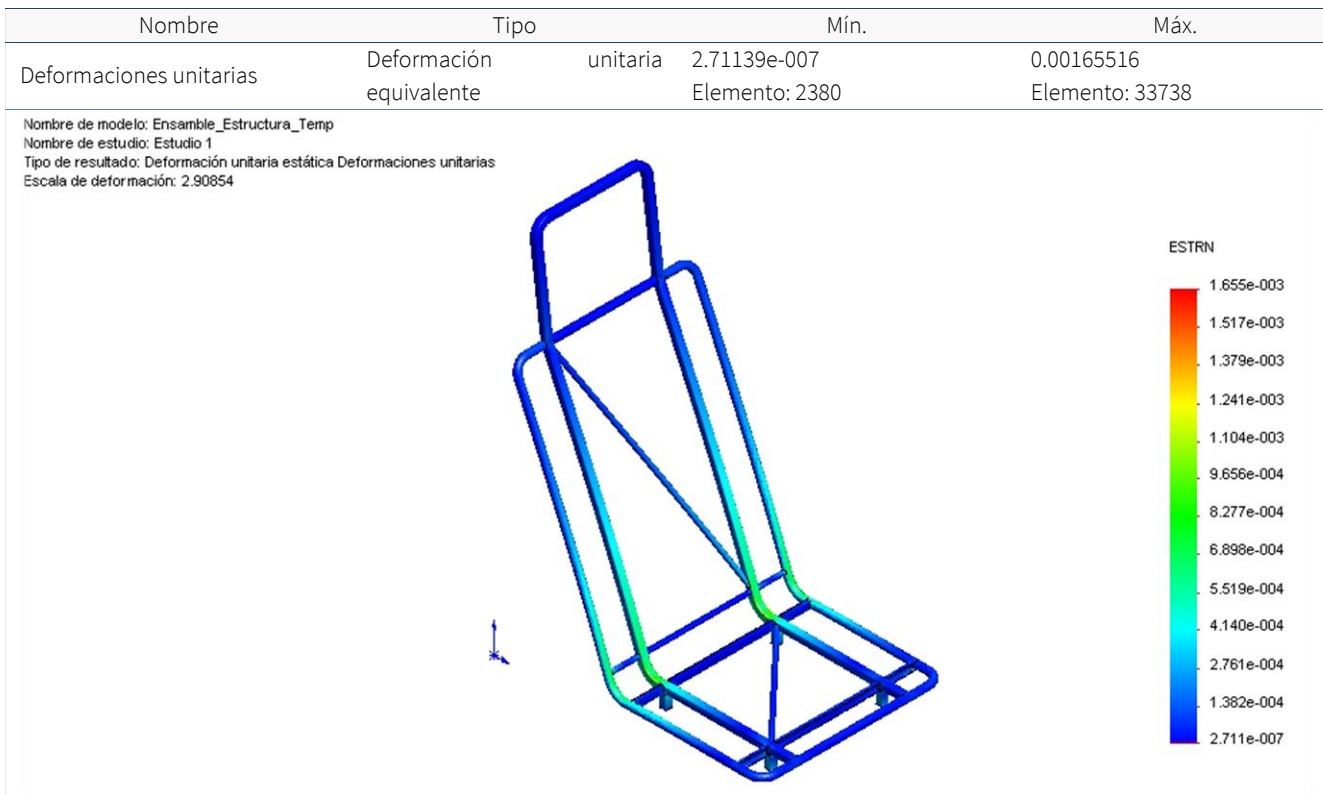 Nombre Tipo Mín. Máx.
Deformaciones unitarias Deformación unitaria 2.71139e-007 0.00165516
equivalente Elemento: 2380 Elemento: 33738
Nombre de modelo: Ensamble_Estructura_Temp
Nombre de estudio: Estudio 1
Tipo de resultado: Deformación unitaria estática Deformaciones unitarias
Escala de deformación: 2.90854
ESTRN
1.655e-003
1.517e-003
1.379e-003
1.241e-003
1.104e-003
9.656e-004
8.277e-004
6.898e-004
5.519e-004
4.140e-004
2.761e-004
1.382e-004
2.711e-007